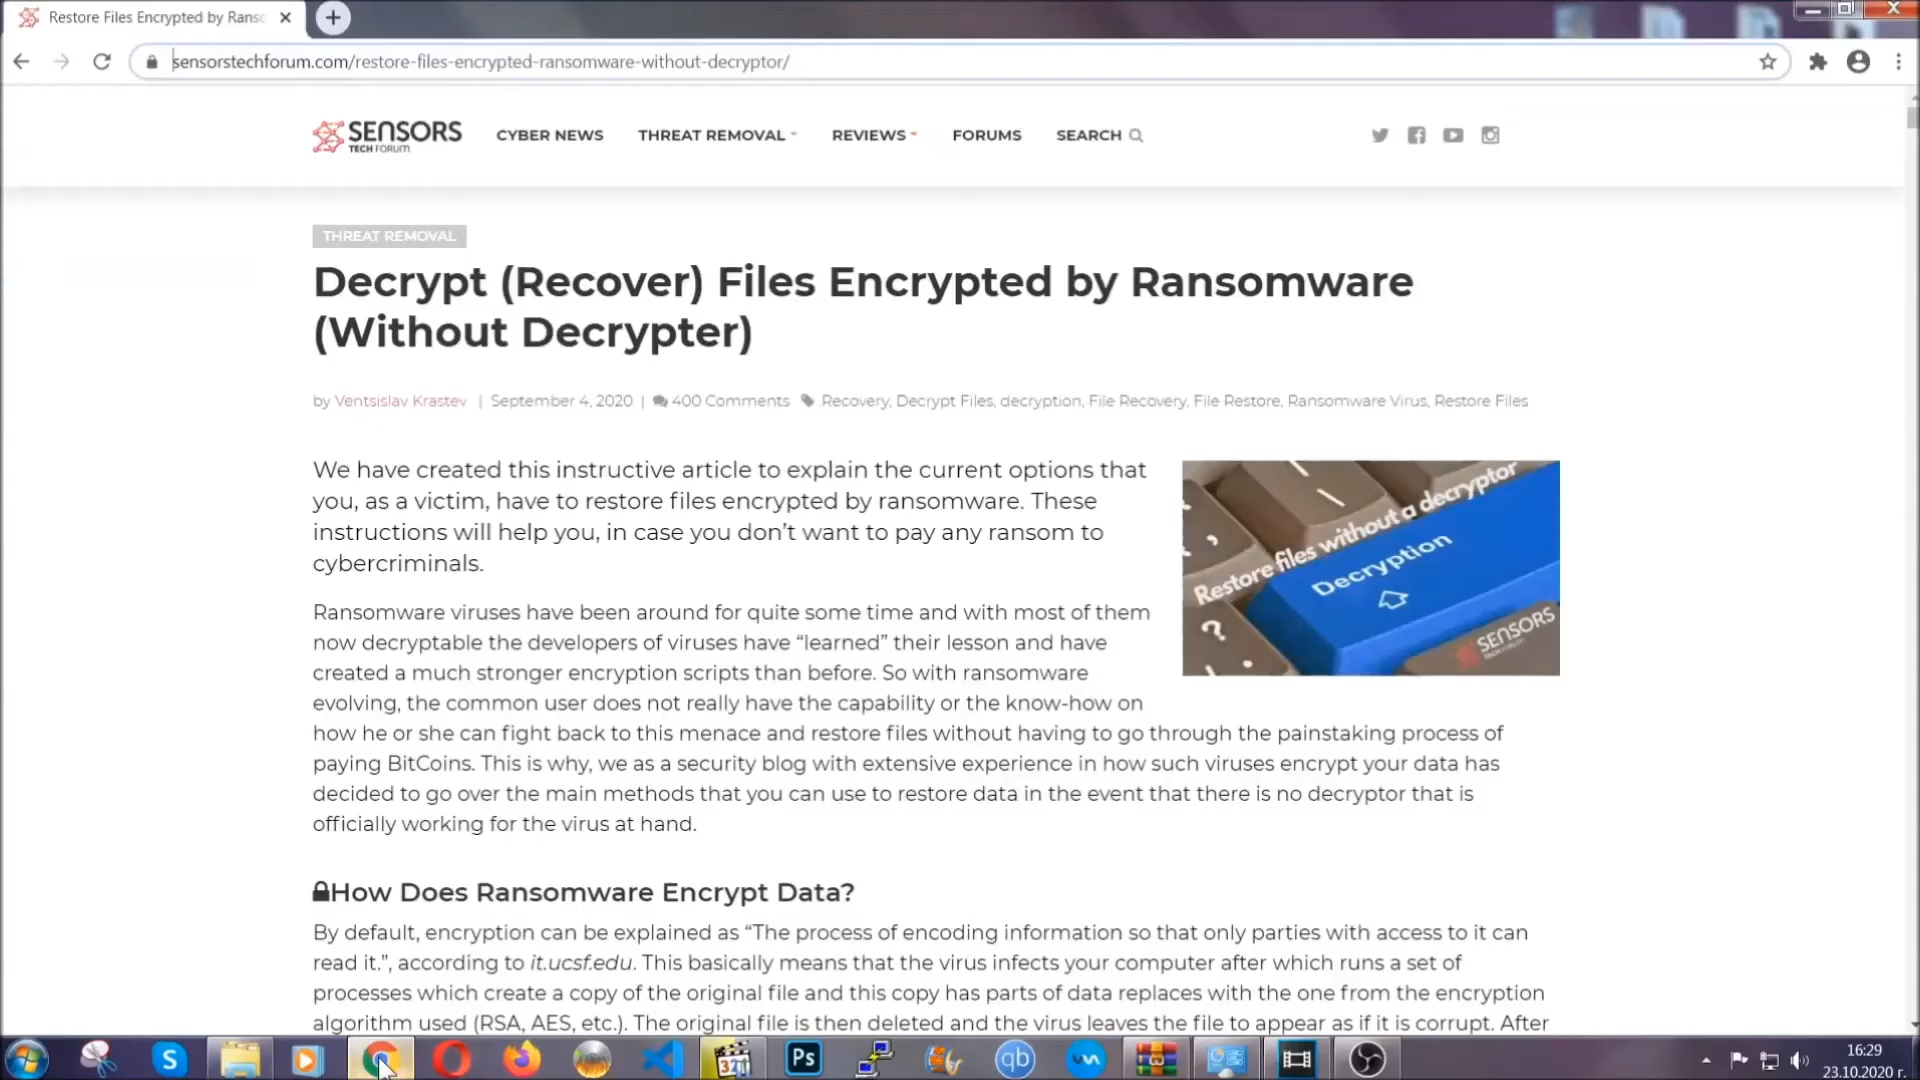 Restore Files Encrypted by Ranso
sensorstechforum.com/restore-files-encrypted-ransomware-without-decryptor/
SENSORS
TECH FORUM
CYBER NEWS
THREAT REMOVAL
REVIEWS
FORUMS
SEARCH
THREAT REMOVAL
Decrypt (Recover) Files Encrypted by Ransomware
(Without Decrypter)
by Ventsislav Krastev | September 4, 2020 | 400 Comments Recovery, Decrypt Files, decryption, File Recovery, File Restore, Ransomware Virus, Restore Files
We have created this instructive article to explain the current options that
you, as a victim, have to restore files encrypted by ransomware. These
instructions will help you, in case you don’t want to pay any ransom to
cybercriminals.
Restore files without a decryptor
Decryption
SENSORS
TECH FORUM
Ransomware viruses have been around for quite some time and with most of them
now decryptable the developers of viruses have “learned” their lesson and have
created a much stronger encryption scripts than before. So with ransomware
evolving, the common user does not really have the capability or the know-how on
how he or she can fight back to this menace and restore files without having to go through the painstaking process of
paying BitCoins. This is why, we as a security blog with extensive experience in how such viruses encrypt your data has
decided to go over the main methods that you can use to restore data in the event that there is no decryptor that is
officially working for the virus at hand.
How Does Ransomware Encrypt Data?
By default, encryption can be explained as “The process of encoding information so that only parties with access to it can
read it.”, according to it.ucsf.edu. This basically means that the virus infects your computer after which runs a set of
processes which create a copy of the original file and this copy has parts of data replaces with the one from the encryption
algorithm used (RSA, AES, etc.). The original file is then deleted and the virus leaves the file to appear as if it is corrupt. After
S
321
Ps
qb
16:29
23.10.2020 г.